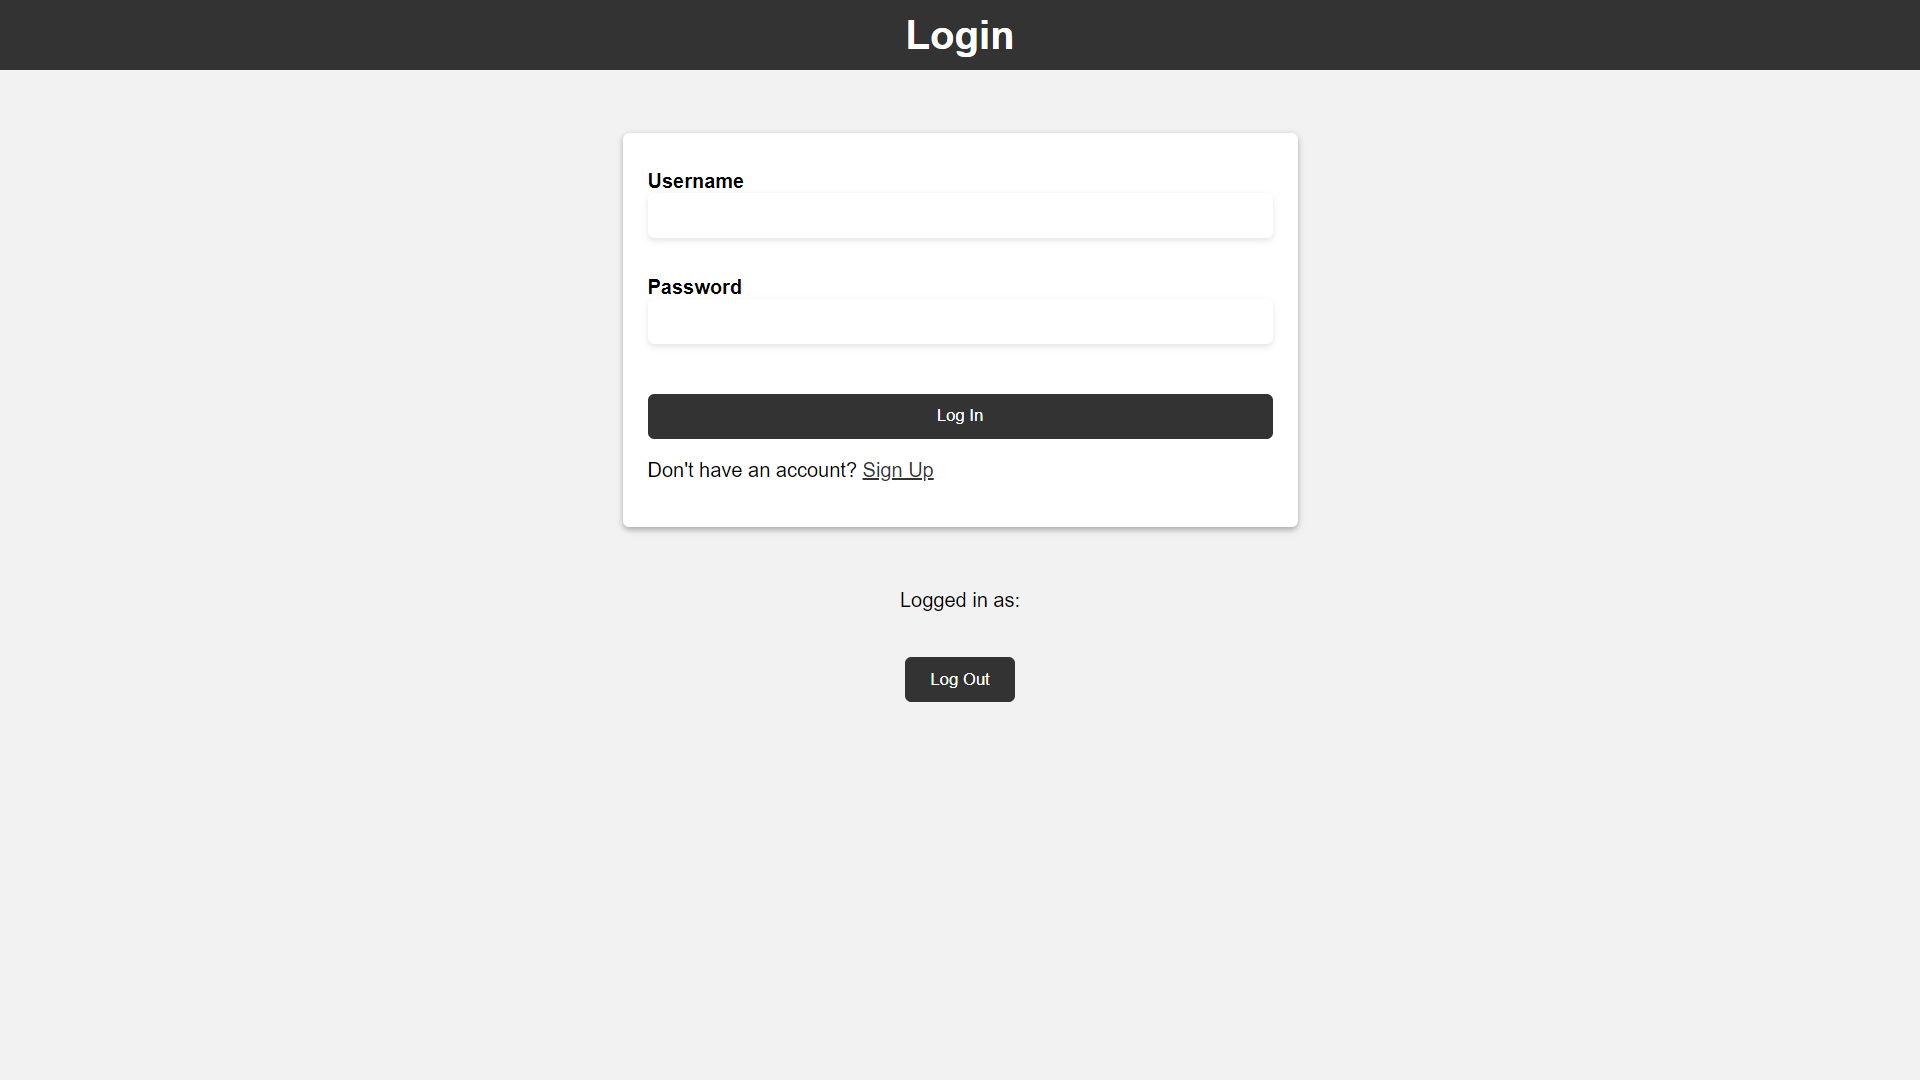 Login
Username
Password
Log In
Don't have an account? Sign Up
Logged in as:
Log Out